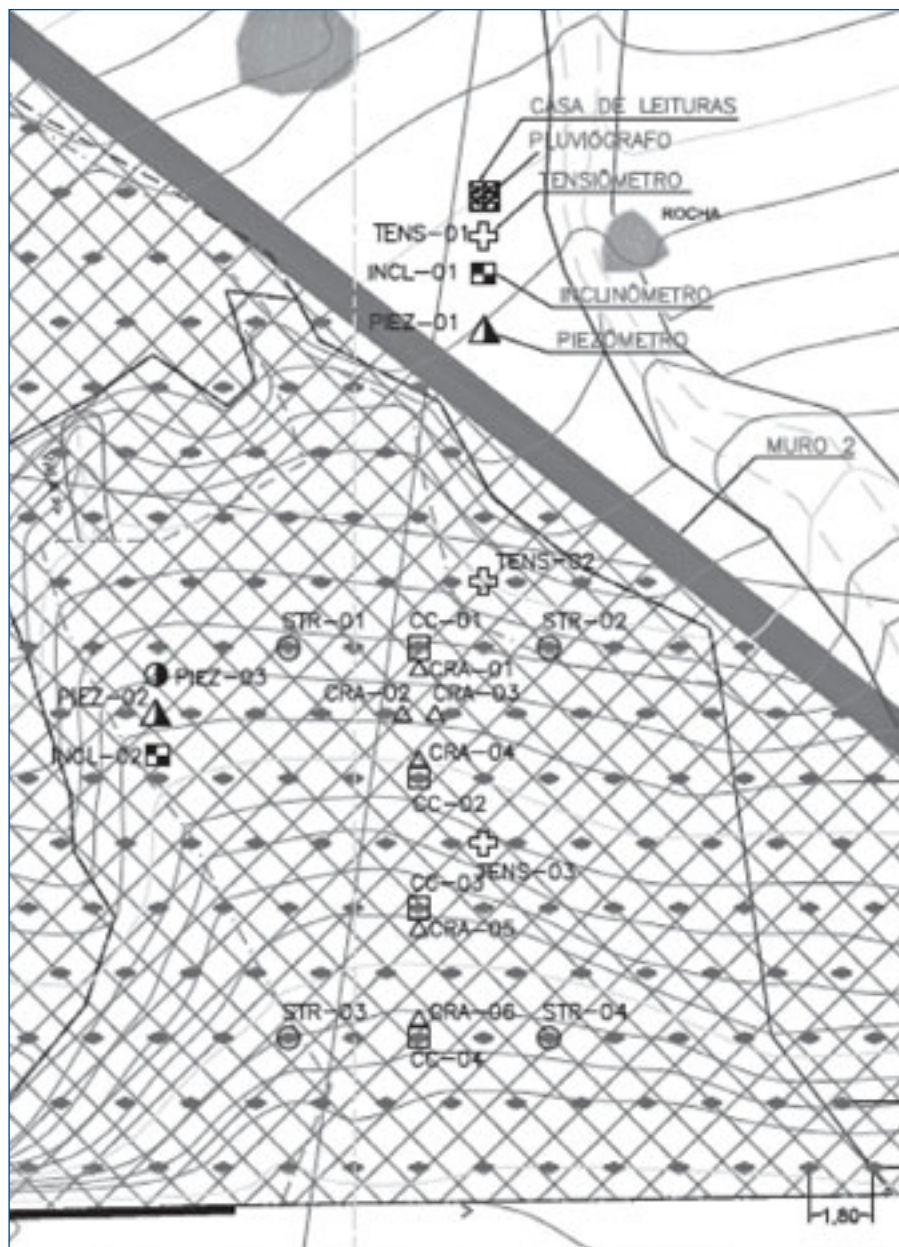 CASA DE LEITURAS
PLUVIÓGRAFO
TENSIÔMETRO
TENS-01
ROCHA
INCL-01
INCLINÔMETRO
PIEZ-01
PIEZÔMETRO
MURO 2
TENS-02
STR-01
CC-01
STR-02
CRA-01
PIEZ-03
PIEZ-02
CRA-02
CRA-03
INCL-02
CRA-04
CC-02
TENS-03
CC-03
CRA-05
STR-03
CRA-06
STR-04
CC-04
1,80